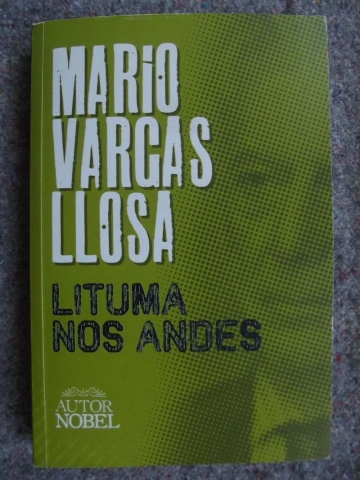 MARIO
VARGAS
LLOSA
LITUMA
NOS ANDES
AUTOR
NOBEL